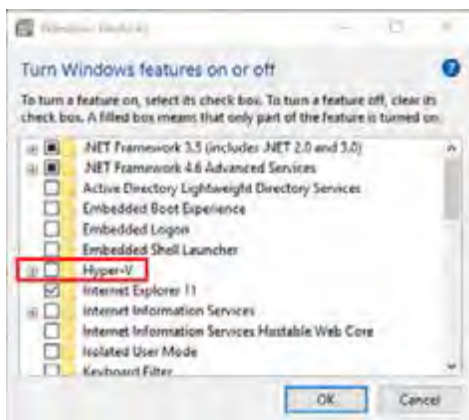 Windows Features
Turn Windows features on or off
To turn a feature on, select its check box. To turn a feature off, clear its
check box. A filled box means that only part of the feature is turned on.
.NET Framework 3.5 (includes .NET 2.0 and 3.0)
.NET Framework 4.6 Advanced Services
Active Directory Lightweight Directory Services
Embedded Boot Experience
Embedded Logon
Embedded Shell Launcher
Hyper-V
Internet Explorer 11
Internet Information Services
Internet Information Services Hostable Web Core
Isolated User Mode
Keyboard Filter
OK
Cancel